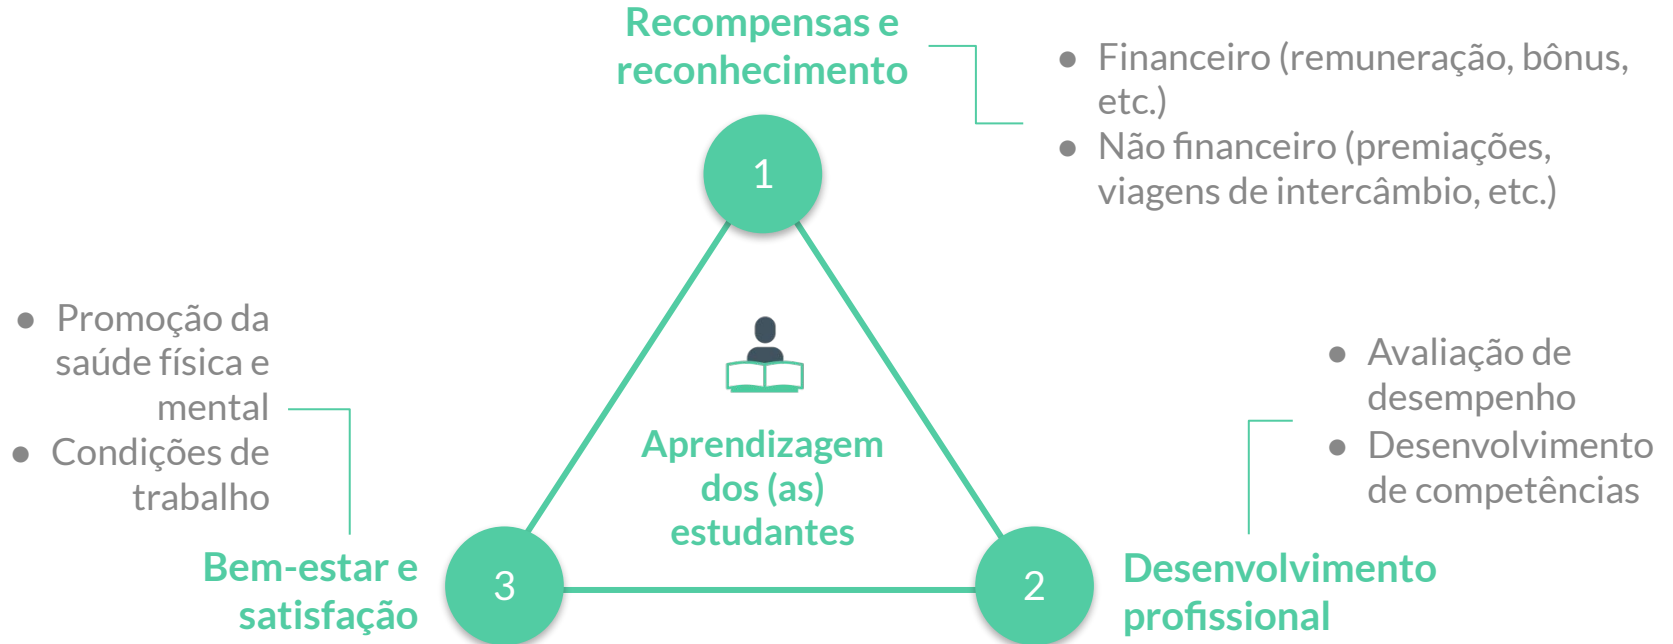 Recompensas e
reconhecimento
● Financeiro (remuneração, bônus,
etc.)
● Não financeiro (premiações,
viagens de intercâmbio, etc.)
1
● Promoção da
saúde física e
mental
● Condições de
trabalho
● Avaliação de
desempenho
● Desenvolvimento
de competências
Aprendizagem
dos (as)
estudantes
Bem-estar e
satisfação
3
2
Desenvolvimento
profissional